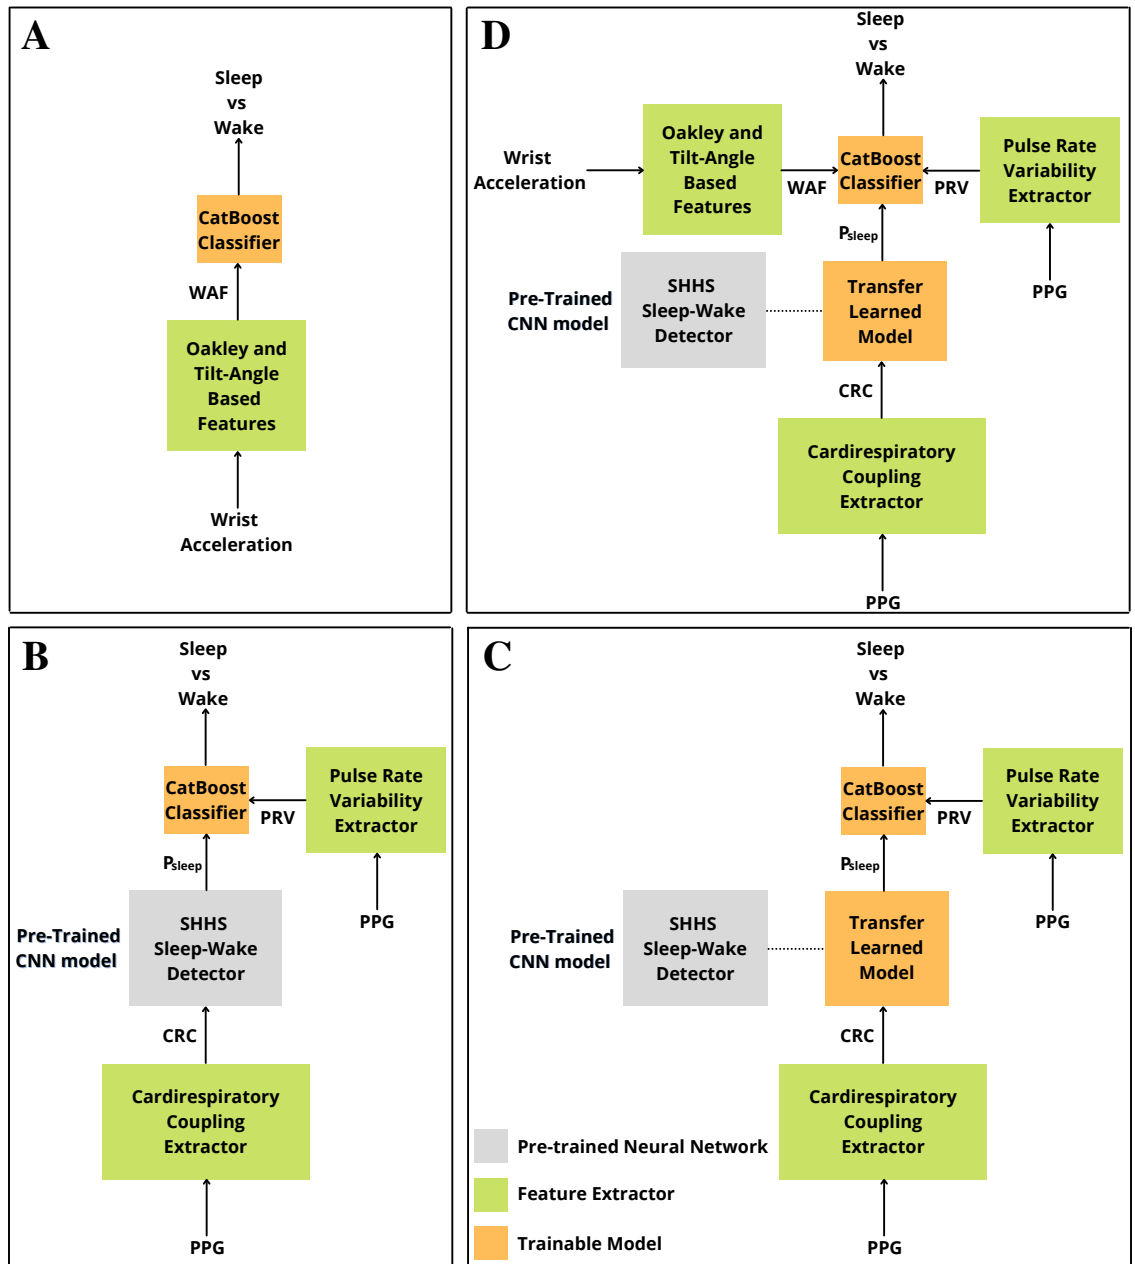 A
Sleep
vs
Wake
CatBoost
Classifier
WAF
Oakley and
Tilt-Angle
Based
Features
Wrist
Acceleration
D
Sleep
vs
Wake
Wrist
Acceleration
Oakley and
Tilt-Angle
Based
Features
WAF
CatBoost
Classifier
PRV
Pulse Rate
Variability
Extractor
PPG
Psleep
Pre-Trained
CNN model
SHHS
Sleep-Wake
Detector
Transfer
Learned
Model
CRC
Cardirespiratory
Coupling
Extractor
PPG
B
Sleep
vs
Wake
CatBoost
Classifier
PRV
Pulse Rate
Variability
Extractor
PPG
Psleep
Pre-Trained
CNN model
SHHS
Sleep-Wake
Detector
CRC
Cardirespiratory
Coupling
Extractor
PPG
C
Sleep
vs
Wake
CatBoost
Classifier
PRV
Pulse Rate
Variability
Extractor
PPG
Psleep
Pre-Trained
CNN model
SHHS
Sleep-Wake
Detector
Transfer
Learned
Model
CRC
Cardirespiratory
Coupling
Extractor
PPG
Pre-trained Neural Network
Feature Extractor
Trainable Model